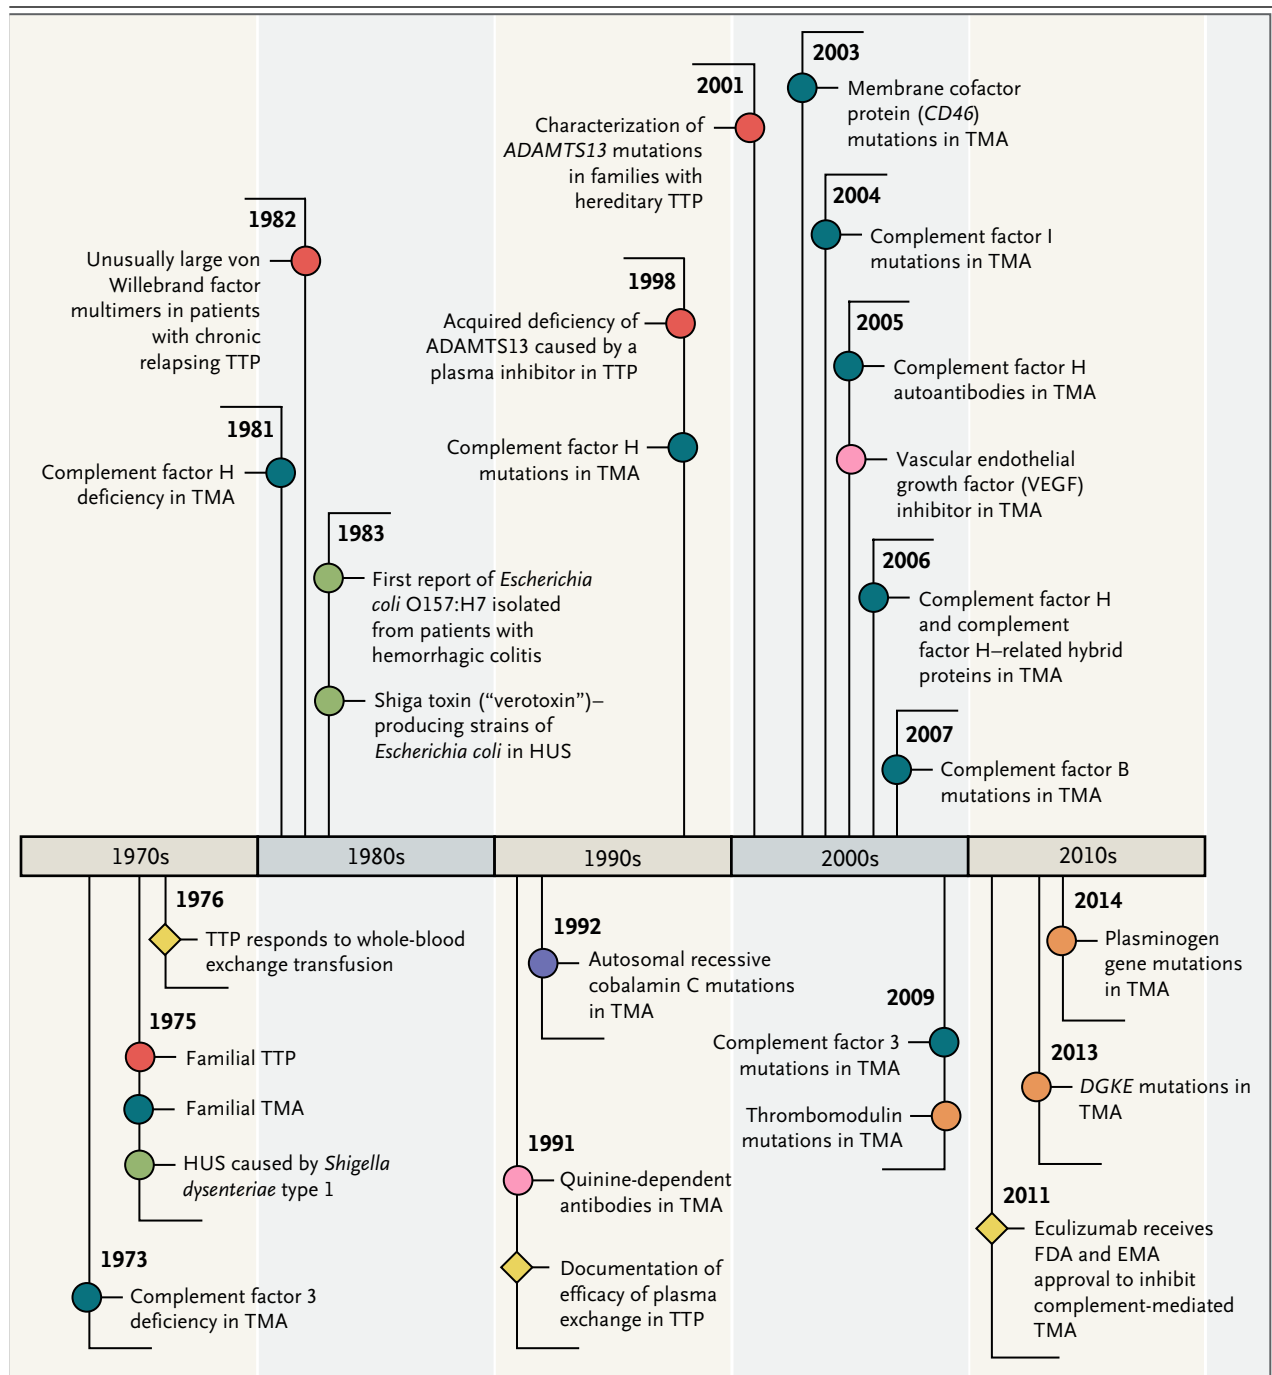 2003
Membrane cofactor
protein (CD46)
mutations in TMA
2001
Characterization of
ADAMTS13 mutations
in families with
hereditary TTP
2004
Complement factor I
mutations in TMA
1982
Unusually large von
Willebrand factor
multimers in patients
with chronic
relapsing TTP
1998
Acquired deficiency of
ADAMTS13 caused by a
plasma inhibitor in TTP
Complement factor H
mutations in TMA
2005
Complement factor H
autoantibodies in TMA
Vascular endothelial
growth factor (VEGF)
inhibitor in TMA
1981
Complement factor H
deficiency in TMA
1983
First report of Escherichia
coli O157:H7 isolated
from patients with
hemorrhagic colitis
Shiga toxin (“verotoxin”)–
producing strains of
Escherichia coli in HUS
2006
Complement factor H
and complement
factor H–related hybrid
proteins in TMA
2007
Complement factor B
mutations in TMA
1970s
1980s
1990s
2000s
2010s
1976
TTP responds to whole-blood
exchange transfusion
1975
Familial TTP
Familial TMA
HUS caused by Shigella
dysenteriae type 1
1973
Complement factor 3
deficiency in TMA
1992
Autosomal recessive
cobalamin C mutations
in TMA
1991
Quinine-dependent
antibodies in TMA
Documentation of
efficacy of plasma
exchange in TTP
2009
Complement factor 3
mutations in TMA
Thrombomodulin
mutations in TMA
2014
Plasminogen
gene mutations
in TMA
2013
DGKE mutations in
TMA
2011
Eculizumab receives
FDA and EMA
approval to inhibit
complement-mediated
TMA